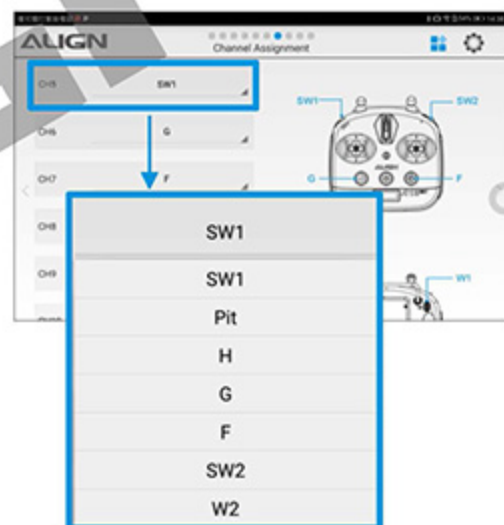 ALIGN
Channel Assignment
CH5 SW1
CH6 G
CH7 F
CH8
CH9
SW1
SW2
G
F
W1
SW1
SW1
Pit
H
G
F
SW2
W2